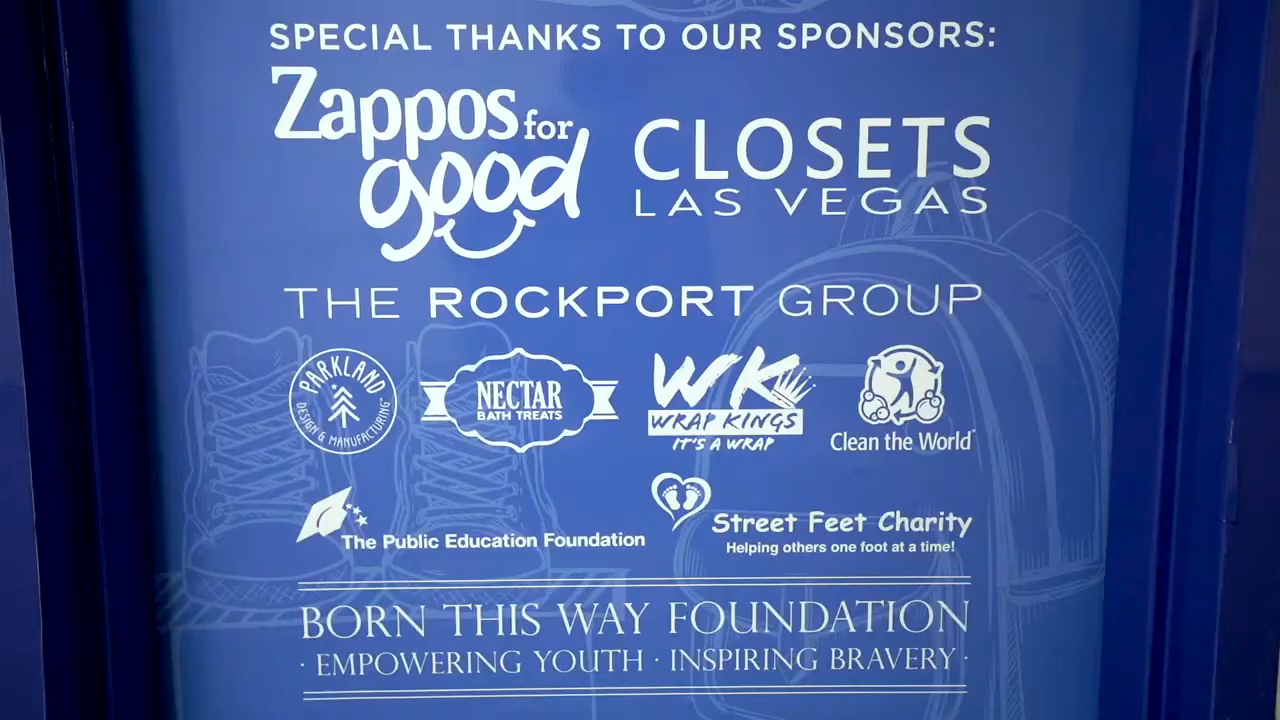 SPECIAL THANKS TO OUR SPONSORS:
Zappos for
good
CLOSETS
LAS VEGAS
THE ROCKPORT GROUP
PARKLAND
DESIGN & MANUFACTURING™
NECTAR
BATH TREATS
WK
WRAP KINGS
IT'S A WRAP
Clean the World™
The Public Education Foundation
Street Feet Charity
Helping others one foot at a time!
BORN THIS WAY FOUNDATION
· EMPOWERING YOUTH · INSPIRING BRAVERY ·